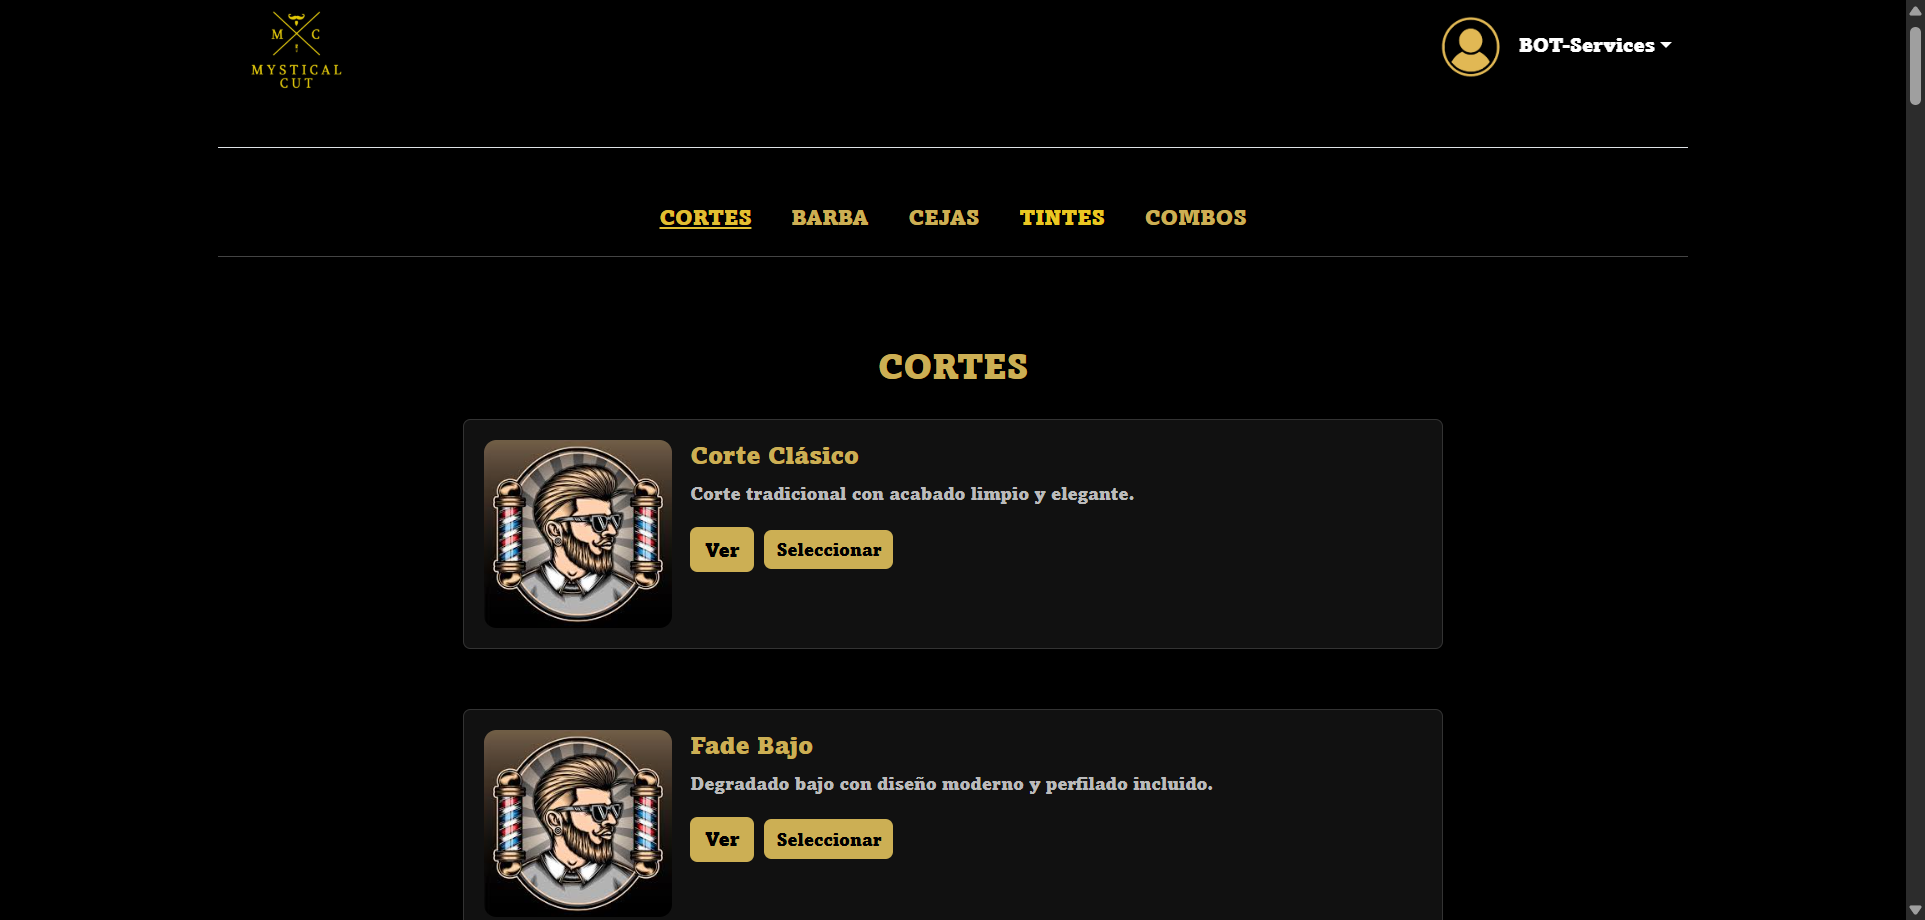 M C
MYSTICAL
CUT
BOT-Services
CORTES BARBA CEJAS TINTES COMBOS
CORTES
Corte Clásico
Corte tradicional con acabado limpio y elegante.
Ver Seleccionar
Fade Bajo
Degradado bajo con diseño moderno y perfilado incluido.
Ver Seleccionar